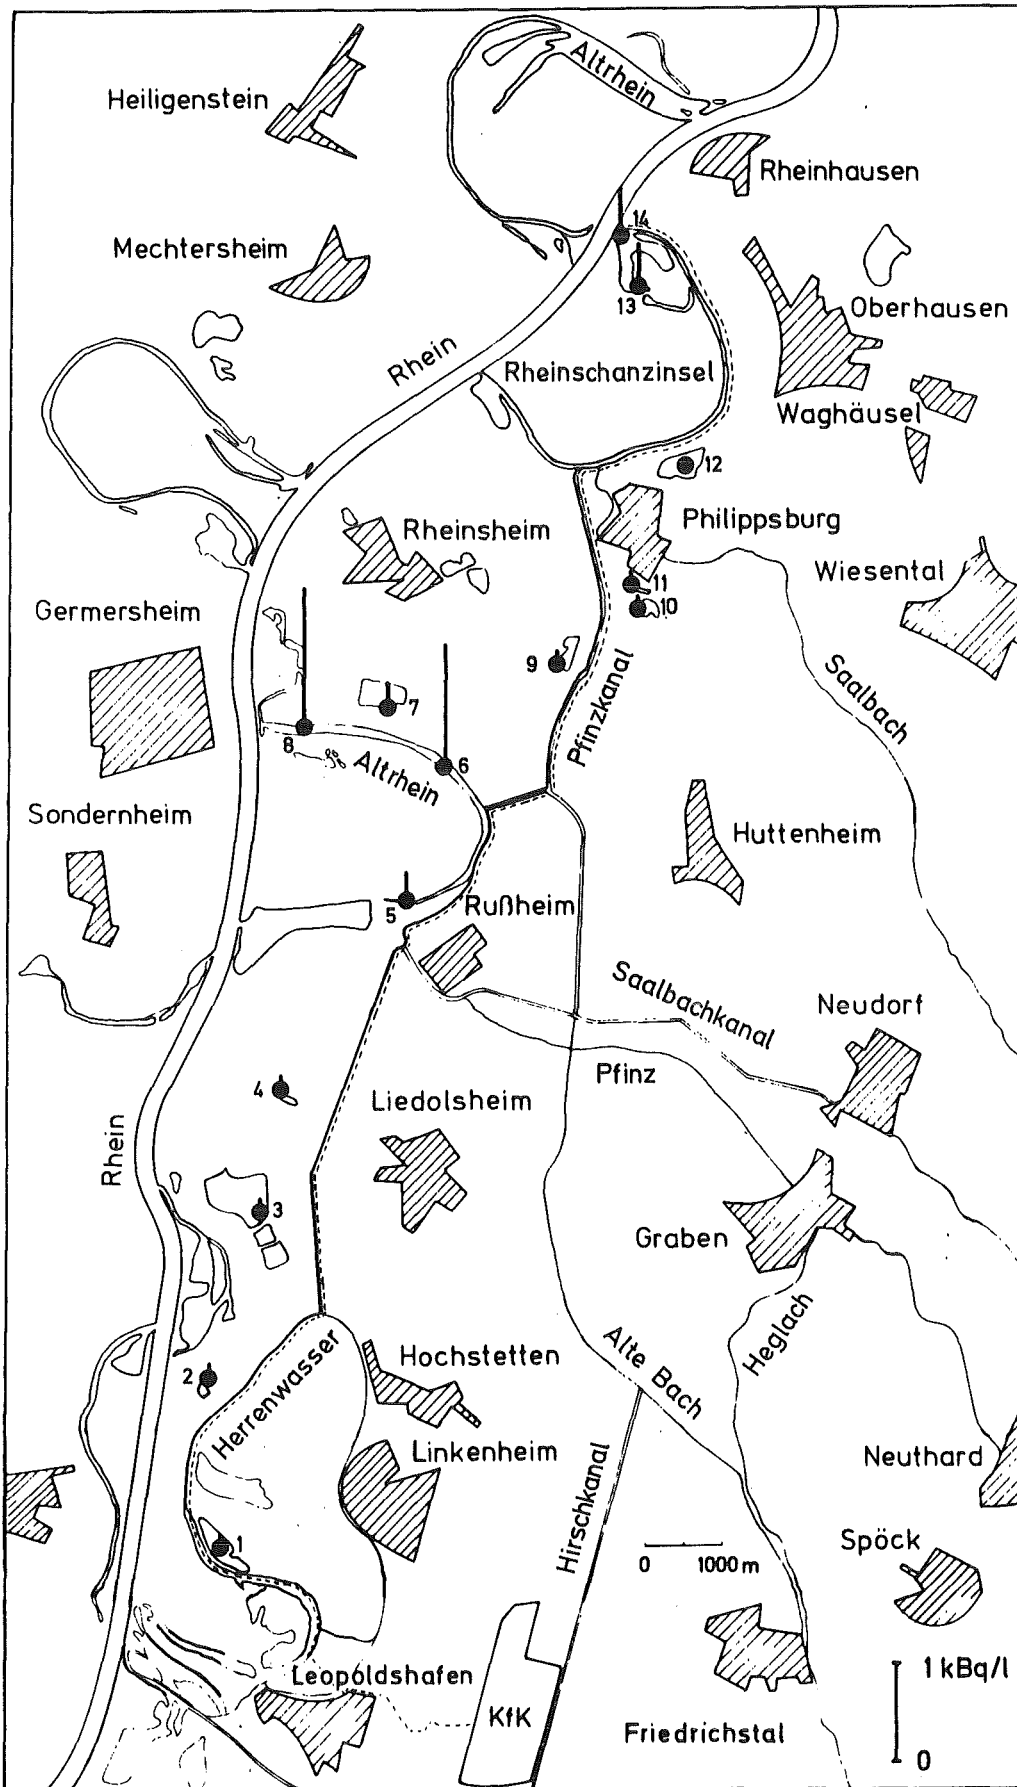 Altrhein
Heiligenstein
Rheinhausen
14
Mechtersheim
13
Oberhausen
Rhein
Rheinschanzinsel
Waghäusel
12
Philippsburg
Rheinsheim
Wiesental
11
10
Germersheim
9
Saalbach
Pfinzkanal
7
8
6
Altrhein
Sondernheim
Huttenheim
5
Rußheim
Saalbachkanal
Neudorf
Pfinz
4
Liedolsheim
Rhein
3
Graben
Heglach
Alte Bach
Hochstetten
2
Herrenwasser
Linkenheim
Neuthard
Hirschkanal
1
Spöck
0 1000 m
Leopoldshafen
1 kBq/l
KfK
Friedrichstal
0